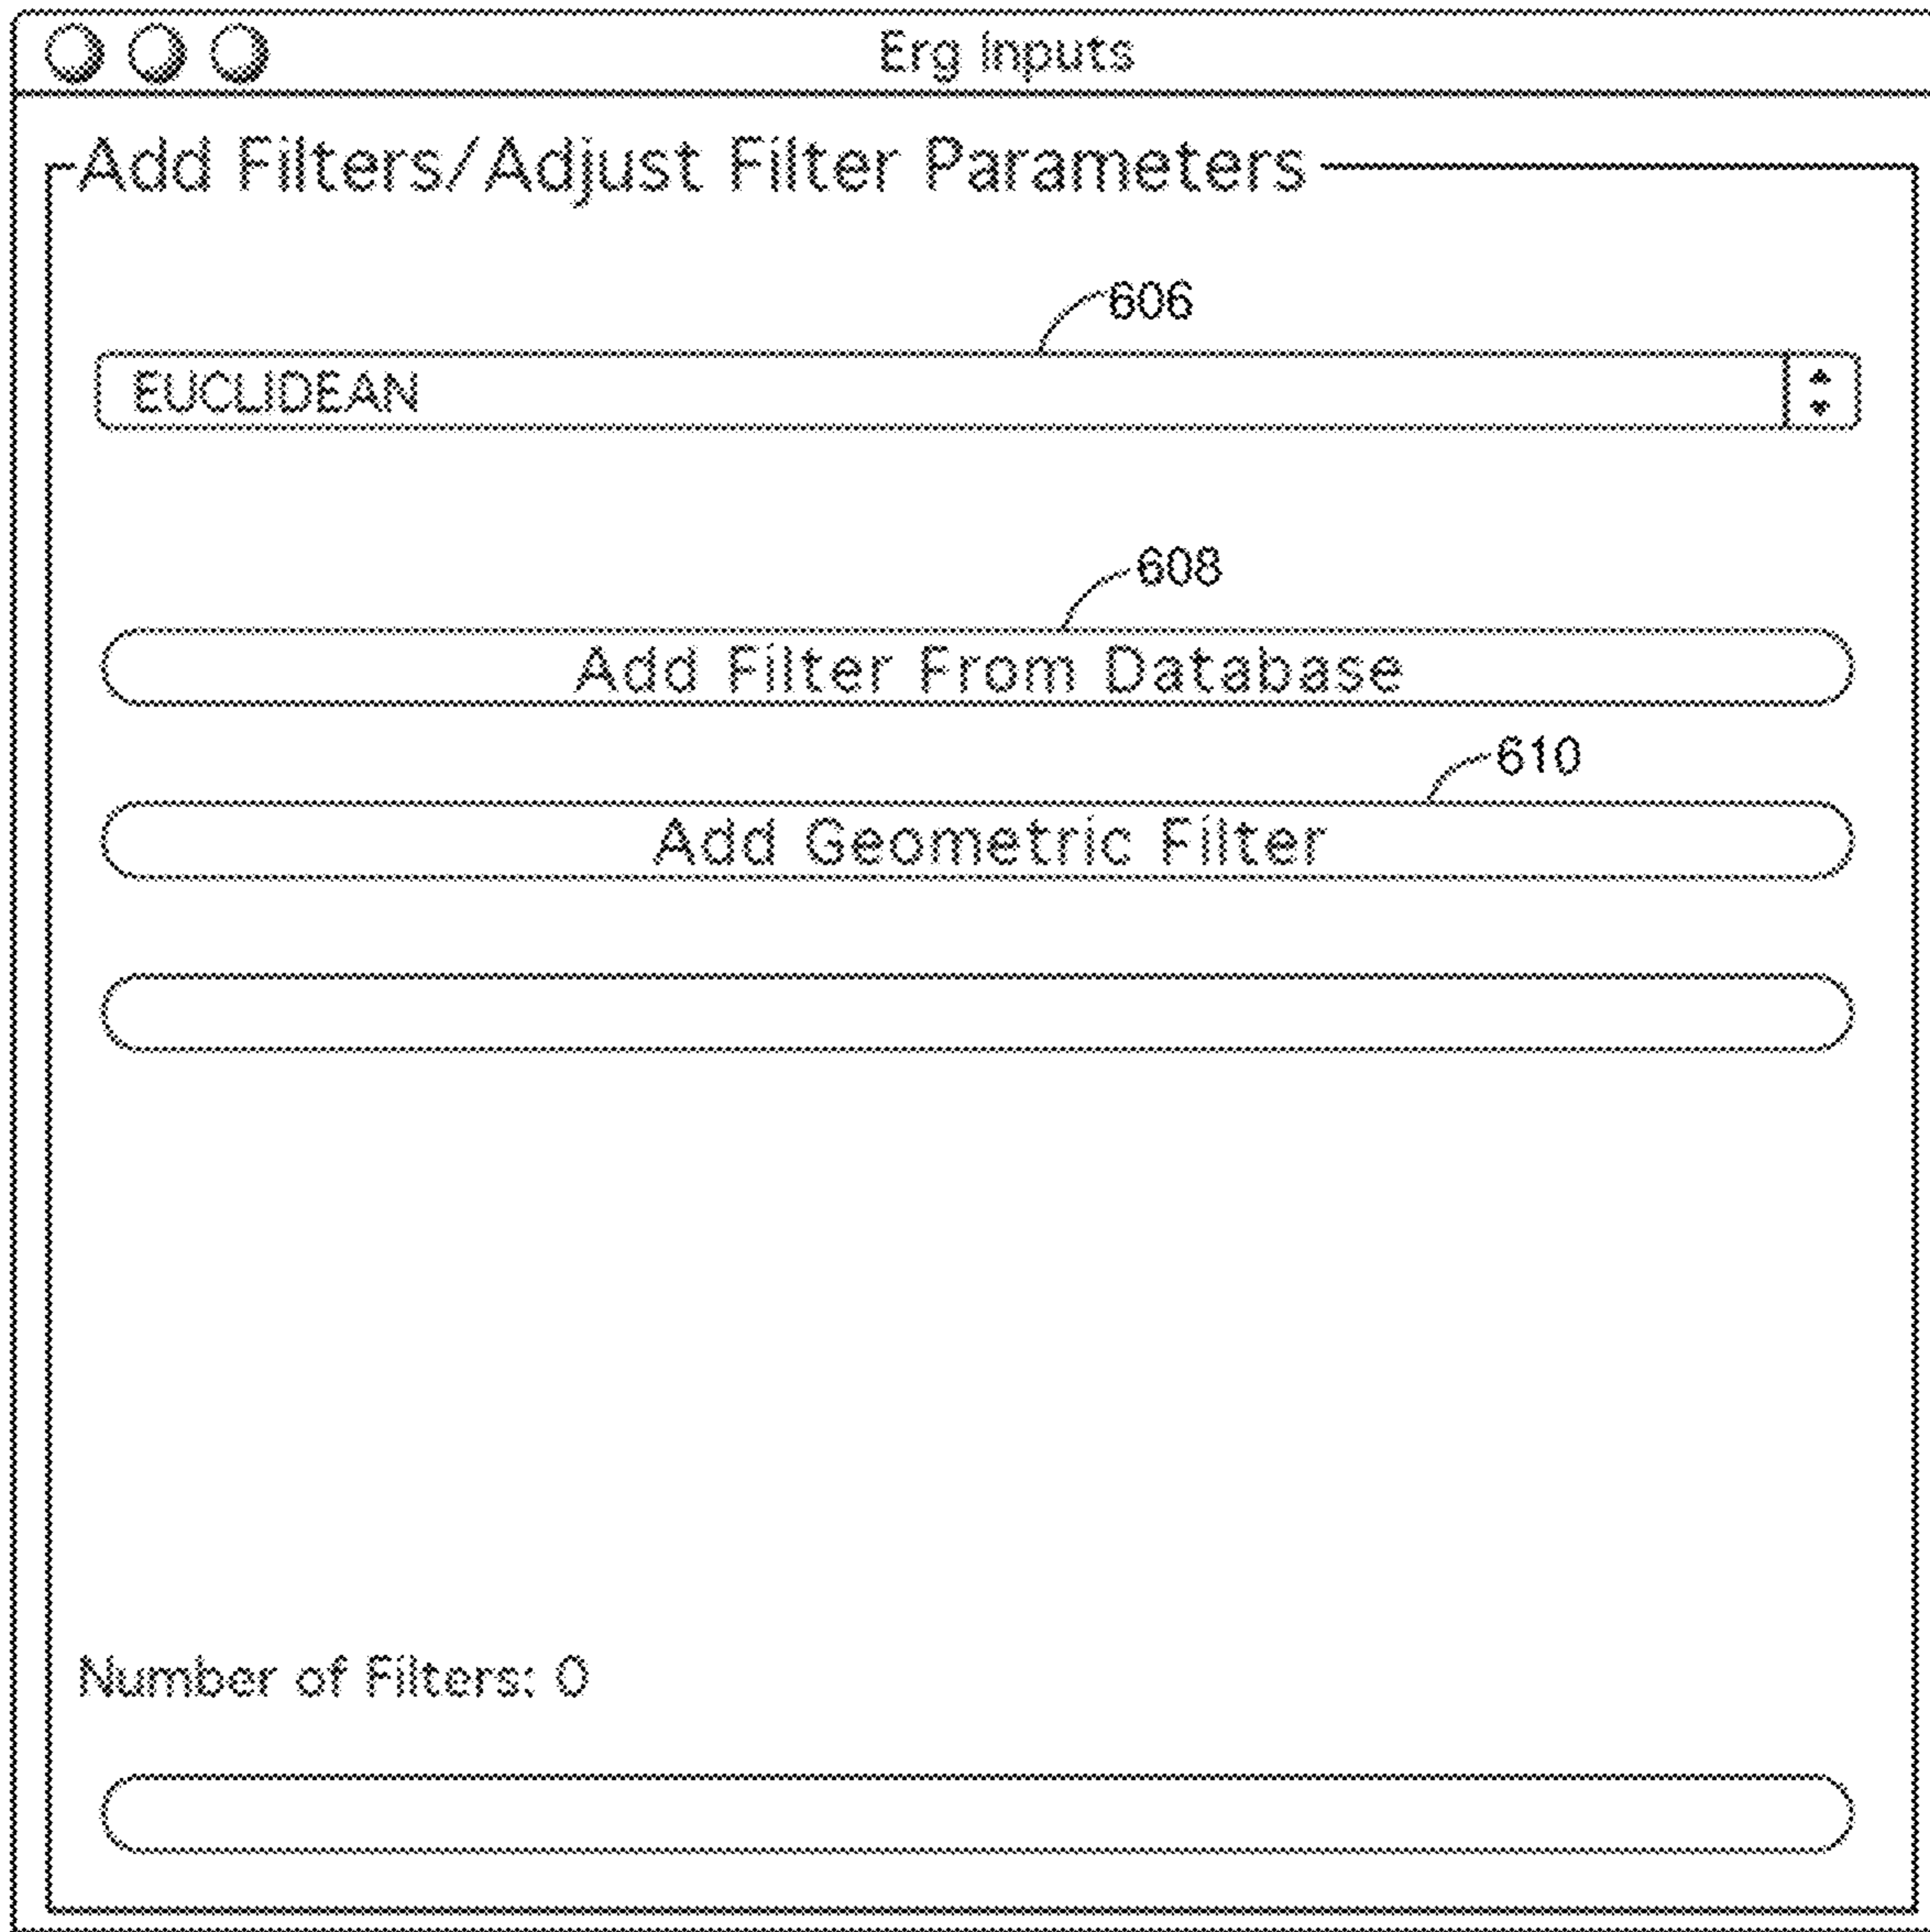 Erg Inputs
Add Filters/Adjust Filter Parameters
606
EUCLIDEAN
608
Add Filter From Database
610
Add Geometric Filter
Number of Filters: 0